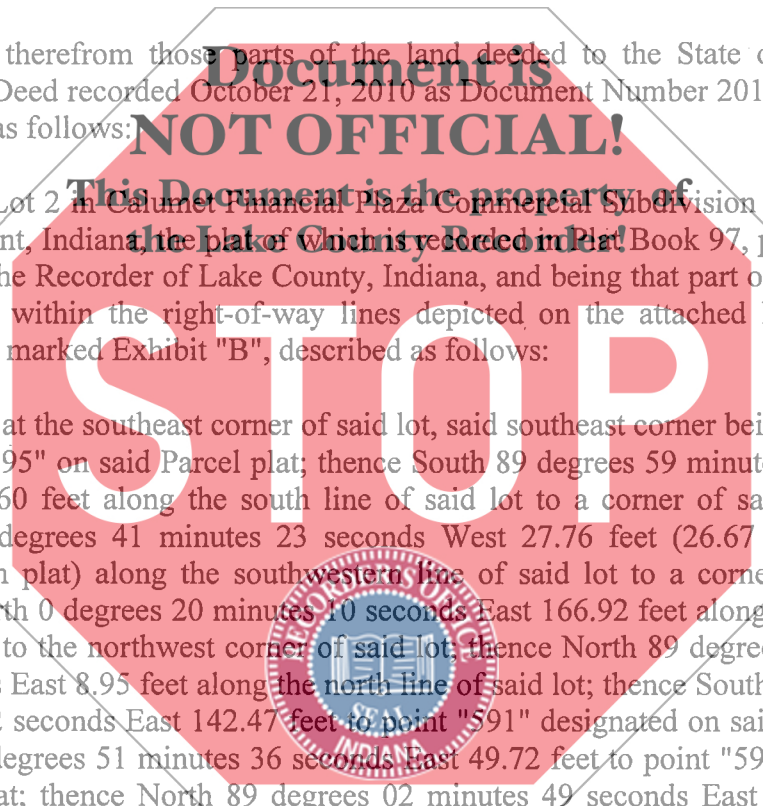 therefrom those parts of the land deeded to the State
Document is
Deed recorded October 21, 2010 as Document Number 201
as follows:
NOT OFFICIAL!
Lot 2 in Calumet Financial Plaza Commercial Subdivision
This Document is the property of
nt, Indiana, the plat of which is recorded in Plat Book 97, p
the Lake County Recorder!
he Recorder of Lake County, Indiana, and being that part o
within the right-of-way lines depicted on the attached
marked Exhibit "B", described as follows:
STOP
at the southeast corner of said lot, said southeast corner bei
95" on said Parcel plat; thence South 89 degrees 59 minut
60 feet along the south line of said lot to a corner of sa
degrees 41 minutes 23 seconds West 27.76 feet (26.67
n plat) along the southwestern line of said lot to a corne
th 0 degrees 20 minutes 10 seconds East 166.92 feet along
to the northwest corner of said lot; thence North 89 degre
s East 8.95 feet along the north line of said lot; thence South
2 seconds East 142.47 feet to point "591" designated on sai
degrees 51 minutes 36 seconds East 49.72 feet to point "59
at; thence North 89 degrees 02 minutes 49 seconds East
RECORDER'S OFFICE
SEAL
INDIANA